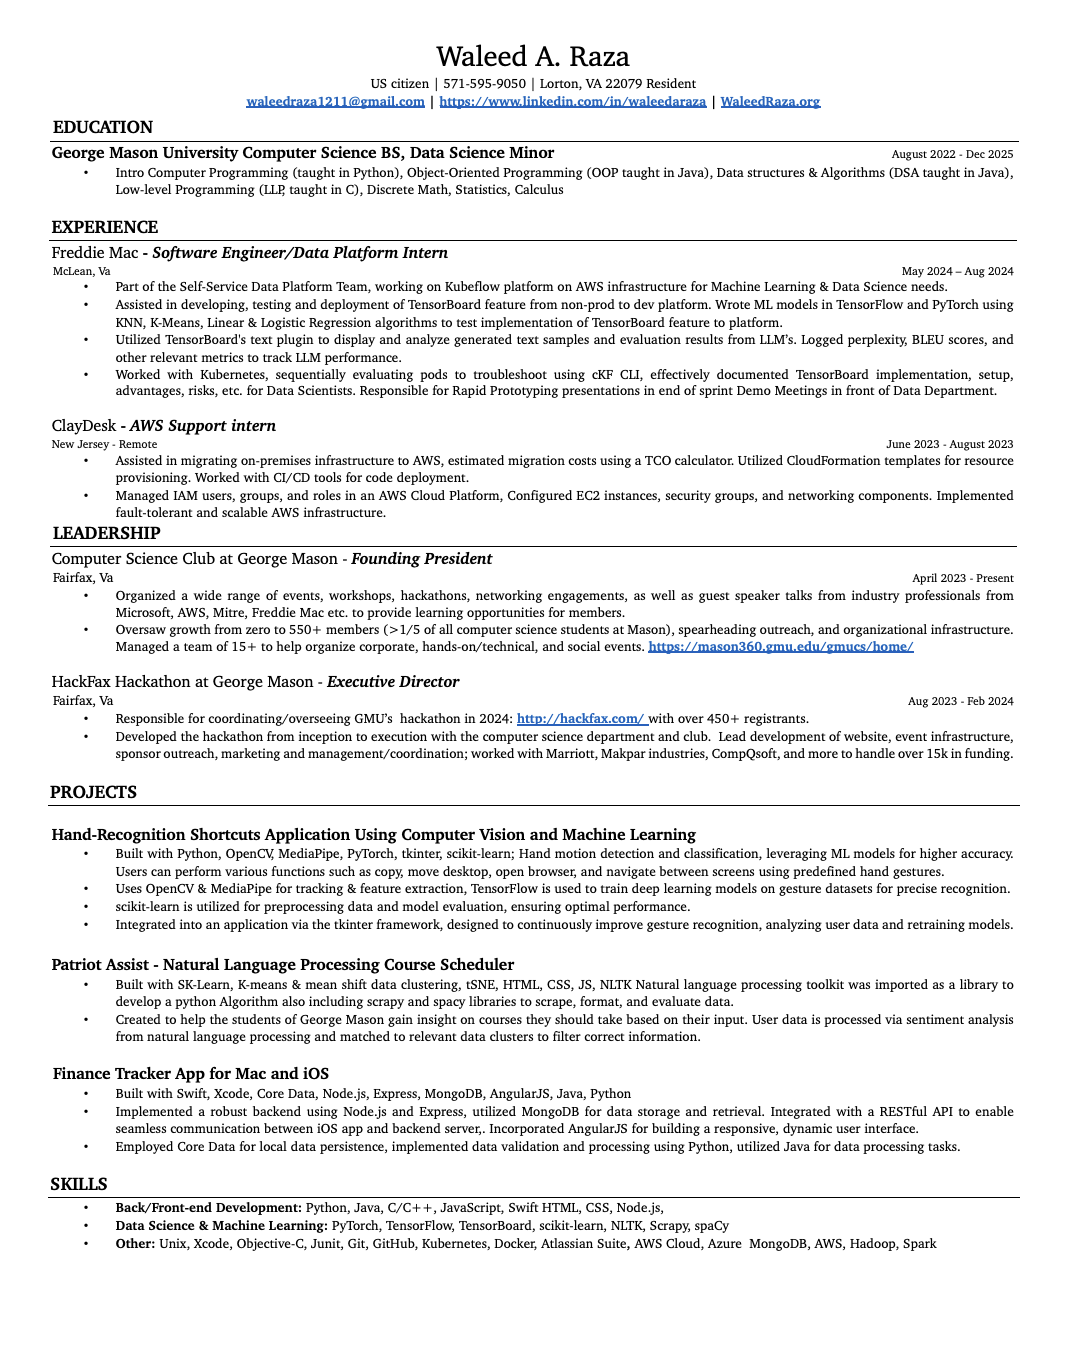 Waleed A. Raza
US citizen | 571-595-9050 | Lorton, VA 22079 Resident
waleedraza1211@gmail.com | https://www.linkedin.com/in/waleedaraza | WaleedRaza.org
EDUCATION
George Mason University Computer Science BS, Data Science Minor August 2022 - Dec 2025
• Intro Computer Programming (taught in Python), Object-Oriented Programming (OOP taught in Java), Data structures & Algorithms (DSA taught in Java),
Low-level Programming (LLP, taught in C), Discrete Math, Statistics, Calculus
EXPERIENCE
Freddie Mac - Software Engineer/Data Platform Intern
McLean, Va May 2024 – Aug 2024
• Part of the Self-Service Data Platform Team, working on Kubeflow platform on AWS infrastructure for Machine Learning & Data Science needs.
• Assisted in developing, testing and deployment of TensorBoard feature from non-prod to dev platform. Wrote ML models in TensorFlow and PyTorch using
KNN, K-Means, Linear & Logistic Regression algorithms to test implementation of TensorBoard feature to platform.
• Utilized TensorBoard's text plugin to display and analyze generated text samples and evaluation results from LLM's. Logged perplexity, BLEU scores, and
other relevant metrics to track LLM performance.
• Worked with Kubernetes, sequentially evaluating pods to troubleshoot using cKF CLI, effectively documented TensorBoard implementation, setup,
advantages, risks, etc. for Data Scientists. Responsible for Rapid Prototyping presentations in end of sprint Demo Meetings in front of Data Department.
ClayDesk - AWS Support intern
New Jersey - Remote June 2023 - August 2023
• Assisted in migrating on-premises infrastructure to AWS, estimated migration costs using a TCO calculator. Utilized CloudFormation templates for resource
provisioning. Worked with CI/CD tools for code deployment.
• Managed IAM users, groups, and roles in an AWS Cloud Platform, Configured EC2 instances, security groups, and networking components. Implemented
fault-tolerant and scalable AWS infrastructure.
LEADERSHIP
Computer Science Club at George Mason - Founding President
Fairfax, Va April 2023 - Present
• Organized a wide range of events, workshops, hackathons, networking engagements, as well as guest speaker talks from industry professionals from
Microsoft, AWS, Mitre, Freddie Mac etc. to provide learning opportunities for members.
• Oversaw growth from zero to 550+ members (>1/5 of all computer science students at Mason), spearheading outreach, and organizational infrastructure.
Managed a team of 15+ to help organize corporate, hands-on/technical, and social events. https://mason360.gmu.edu/gmucs/home/
HackFax Hackathon at George Mason - Executive Director
Fairfax, Va Aug 2023 - Feb 2024
• Responsible for coordinating/overseeing GMU's hackathon in 2024: http://hackfax.com/ with over 450+ registrants.
• Developed the hackathon from inception to execution with the computer science department and club. Lead development of website, event infrastructure,
sponsor outreach, marketing and management/coordination; worked with Marriott, Makpar industries, CompQsoft, and more to handle over 15k in funding.
PROJECTS
Hand-Recognition Shortcuts Application Using Computer Vision and Machine Learning
• Built with Python, OpenCV, MediaPipe, PyTorch, tkinter, scikit-learn; Hand motion detection and classification, leveraging ML models for higher accuracy.
Users can perform various functions such as copy, move desktop, open browser, and navigate between screens using predefined hand gestures.
• Uses OpenCV & MediaPipe for tracking & feature extraction, TensorFlow is used to train deep learning models on gesture datasets for precise recognition.
• scikit-learn is utilized for preprocessing data and model evaluation, ensuring optimal performance.
• Integrated into an application via the tkinter framework, designed to continuously improve gesture recognition, analyzing user data and retraining models.
Patriot Assist - Natural Language Processing Course Scheduler
• Built with SK-Learn, K-means & mean shift data clustering, tSNE, HTML, CSS, JS, NLTK Natural language processing toolkit was imported as a library to
develop a python Algorithm also including scrapy and spacy libraries to scrape, format, and evaluate data.
• Created to help the students of George Mason gain insight on courses they should take based on their input. User data is processed via sentiment analysis
from natural language processing and matched to relevant data clusters to filter correct information.
Finance Tracker App for Mac and iOS
• Built with Swift, Xcode, Core Data, Node.js, Express, MongoDB, AngularJS, Java, Python
• Implemented a robust backend using Node.js and Express, utilized MongoDB for data storage and retrieval. Integrated with a RESTful API to enable
seamless communication between iOS app and backend server,. Incorporated AngularJS for building a responsive, dynamic user interface.
• Employed Core Data for local data persistence, implemented data validation and processing using Python, utilized Java for data processing tasks.
SKILLS
• Back/Front-end Development: Python, Java, C/C++, JavaScript, Swift HTML, CSS, Node.js,
• Data Science & Machine Learning: PyTorch, TensorFlow, TensorBoard, scikit-learn, NLTK, Scrapy, spaCy
• Other: Unix, Xcode, Objective-C, Junit, Git, GitHub, Kubernetes, Docker, Atlassian Suite, AWS Cloud, Azure MongoDB, AWS, Hadoop, Spark